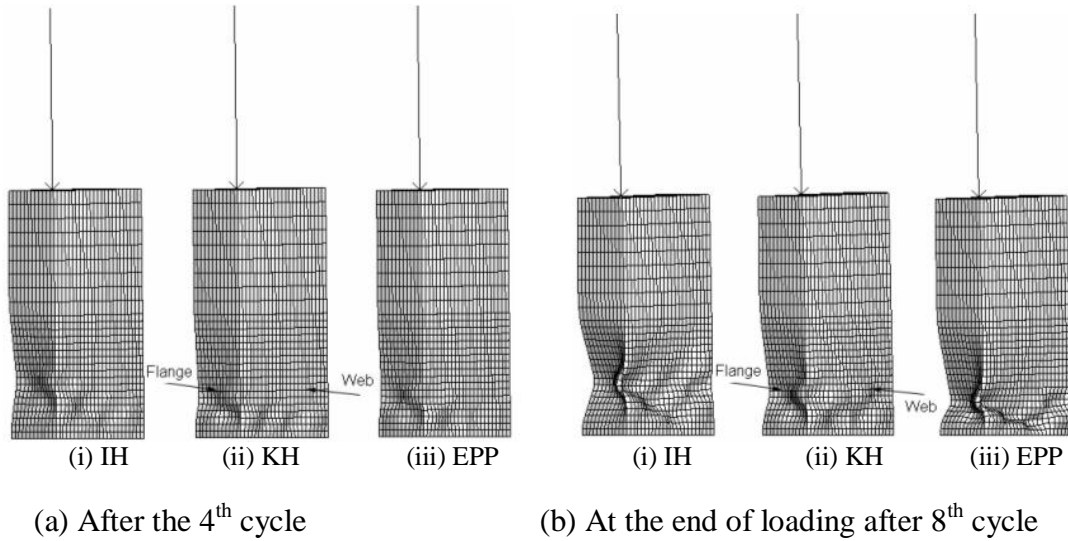 Flange
Web
Flange
Web
(i) IH (ii) KH (iii) EPP (i) IH (ii) KH (iii) EPP
(a) After the 4th cycle (b) At the end of loading after 8th cycle